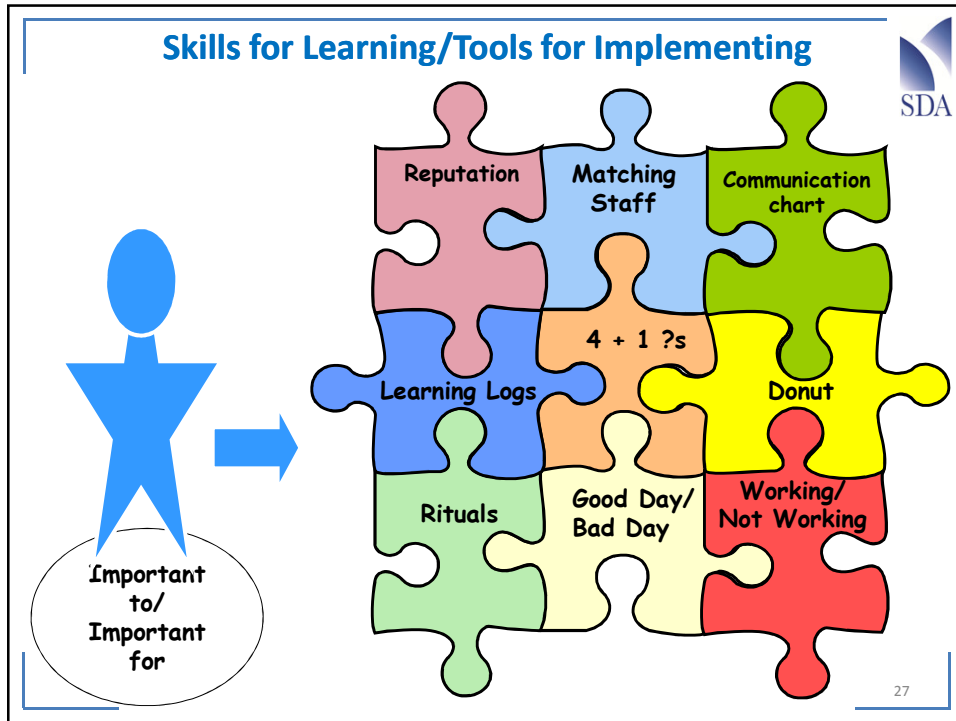 Skills for Learning/Tools for Implementing
SDA
Reputation
Matching
Staff
Communication
chart
Learning Logs
4 + 1 ?s
Donut
Rituals
Good Day/
Bad Day
Working/
Not Working
Important
to/
Important
for
27